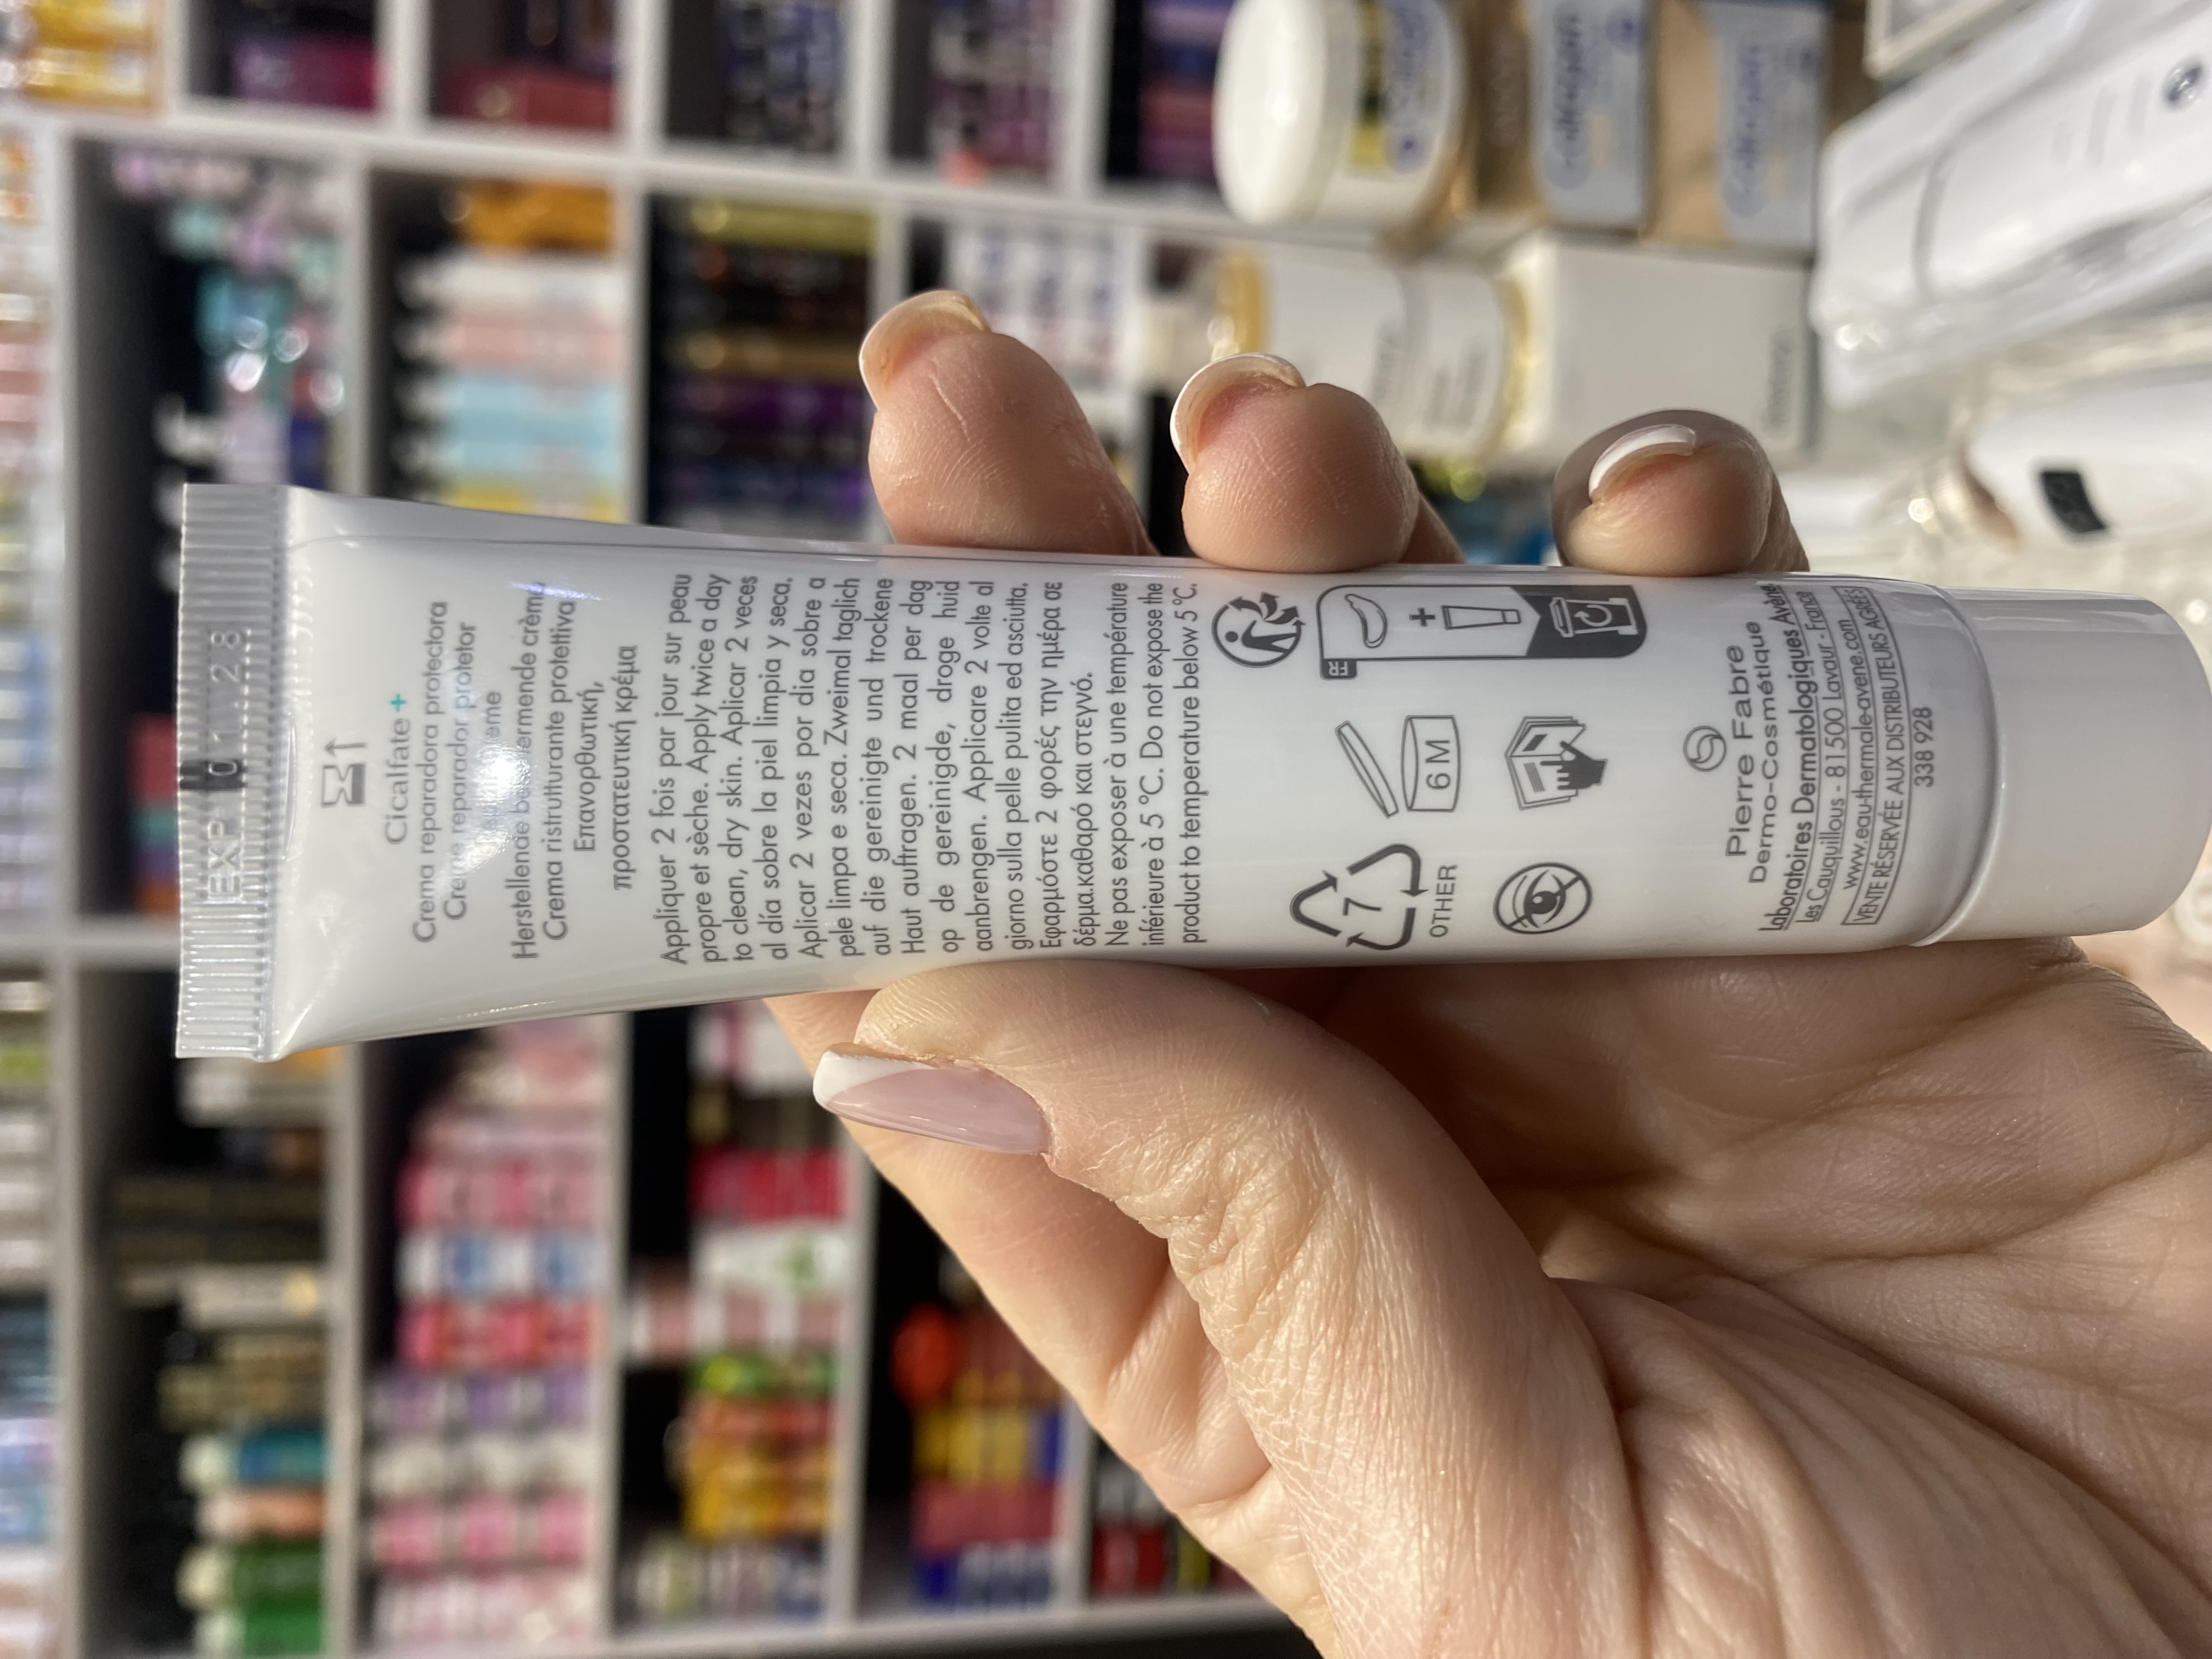 EXP 01 28
Cicalfate+
Crema reparadora protectora
Creme reparador protetor
Herstellende beschermende crème
Crema ristrutturante protettiva
Επανορθωτική,
προστατευτική κρέμα
Appliquer 2 fois par jour sur peau
propre et sèche. Apply twice a day
to clean, dry skin. Aplicar 2 veces
al día sobre la piel limpia y seca.
Aplicar 2 vezes por dia sobre a
pele limpa e seca. Zweimal täglich
auf die gereinigte und trockene
Haut auftragen. 2 maal per dag
op de gereinigde, droge huid
aanbrengen. Applicare 2 volte al
giorno sulla pelle pulita ed asciutta.
Εφαρμόστε 2 φορές την ημέρα σε
δέρμα.καθαρό και στεγνό.
Ne pas exposer à une température
inférieure à 5 °C. Do not expose the
product to temperature below 5 °C.
FR
7
OTHER
6 M
Pierre Fabre
Dermo-Cosmétique
Laboratoires Dermatologiques Avène
Les Cauquillous - 81500 Lavaur - France
www.eau-thermale-avene.com
VENTE RÉSERVÉE AUX DISTRIBUTEURS AGRÉÉS
338 928